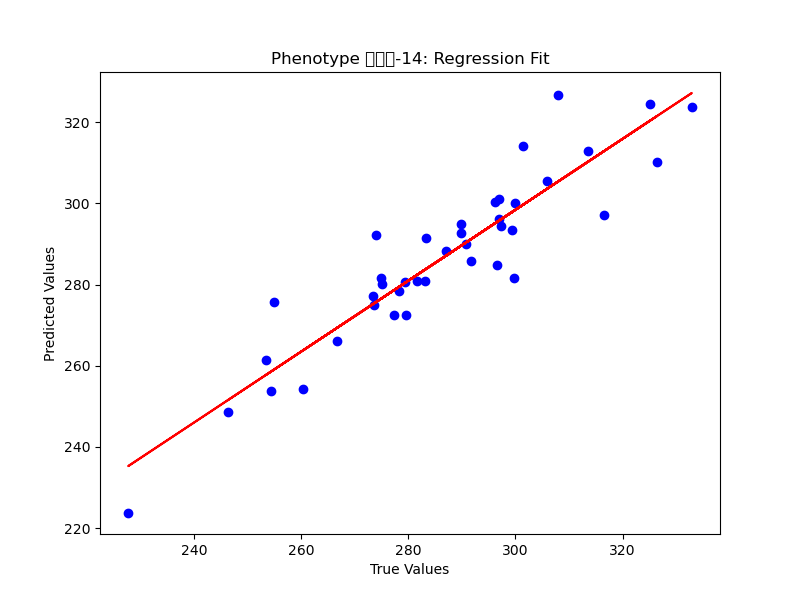 Phenotype □□□-14: Regression Fit
320
300
280
260
240
220
Predicted Values
240 260 280 300 320
True Values